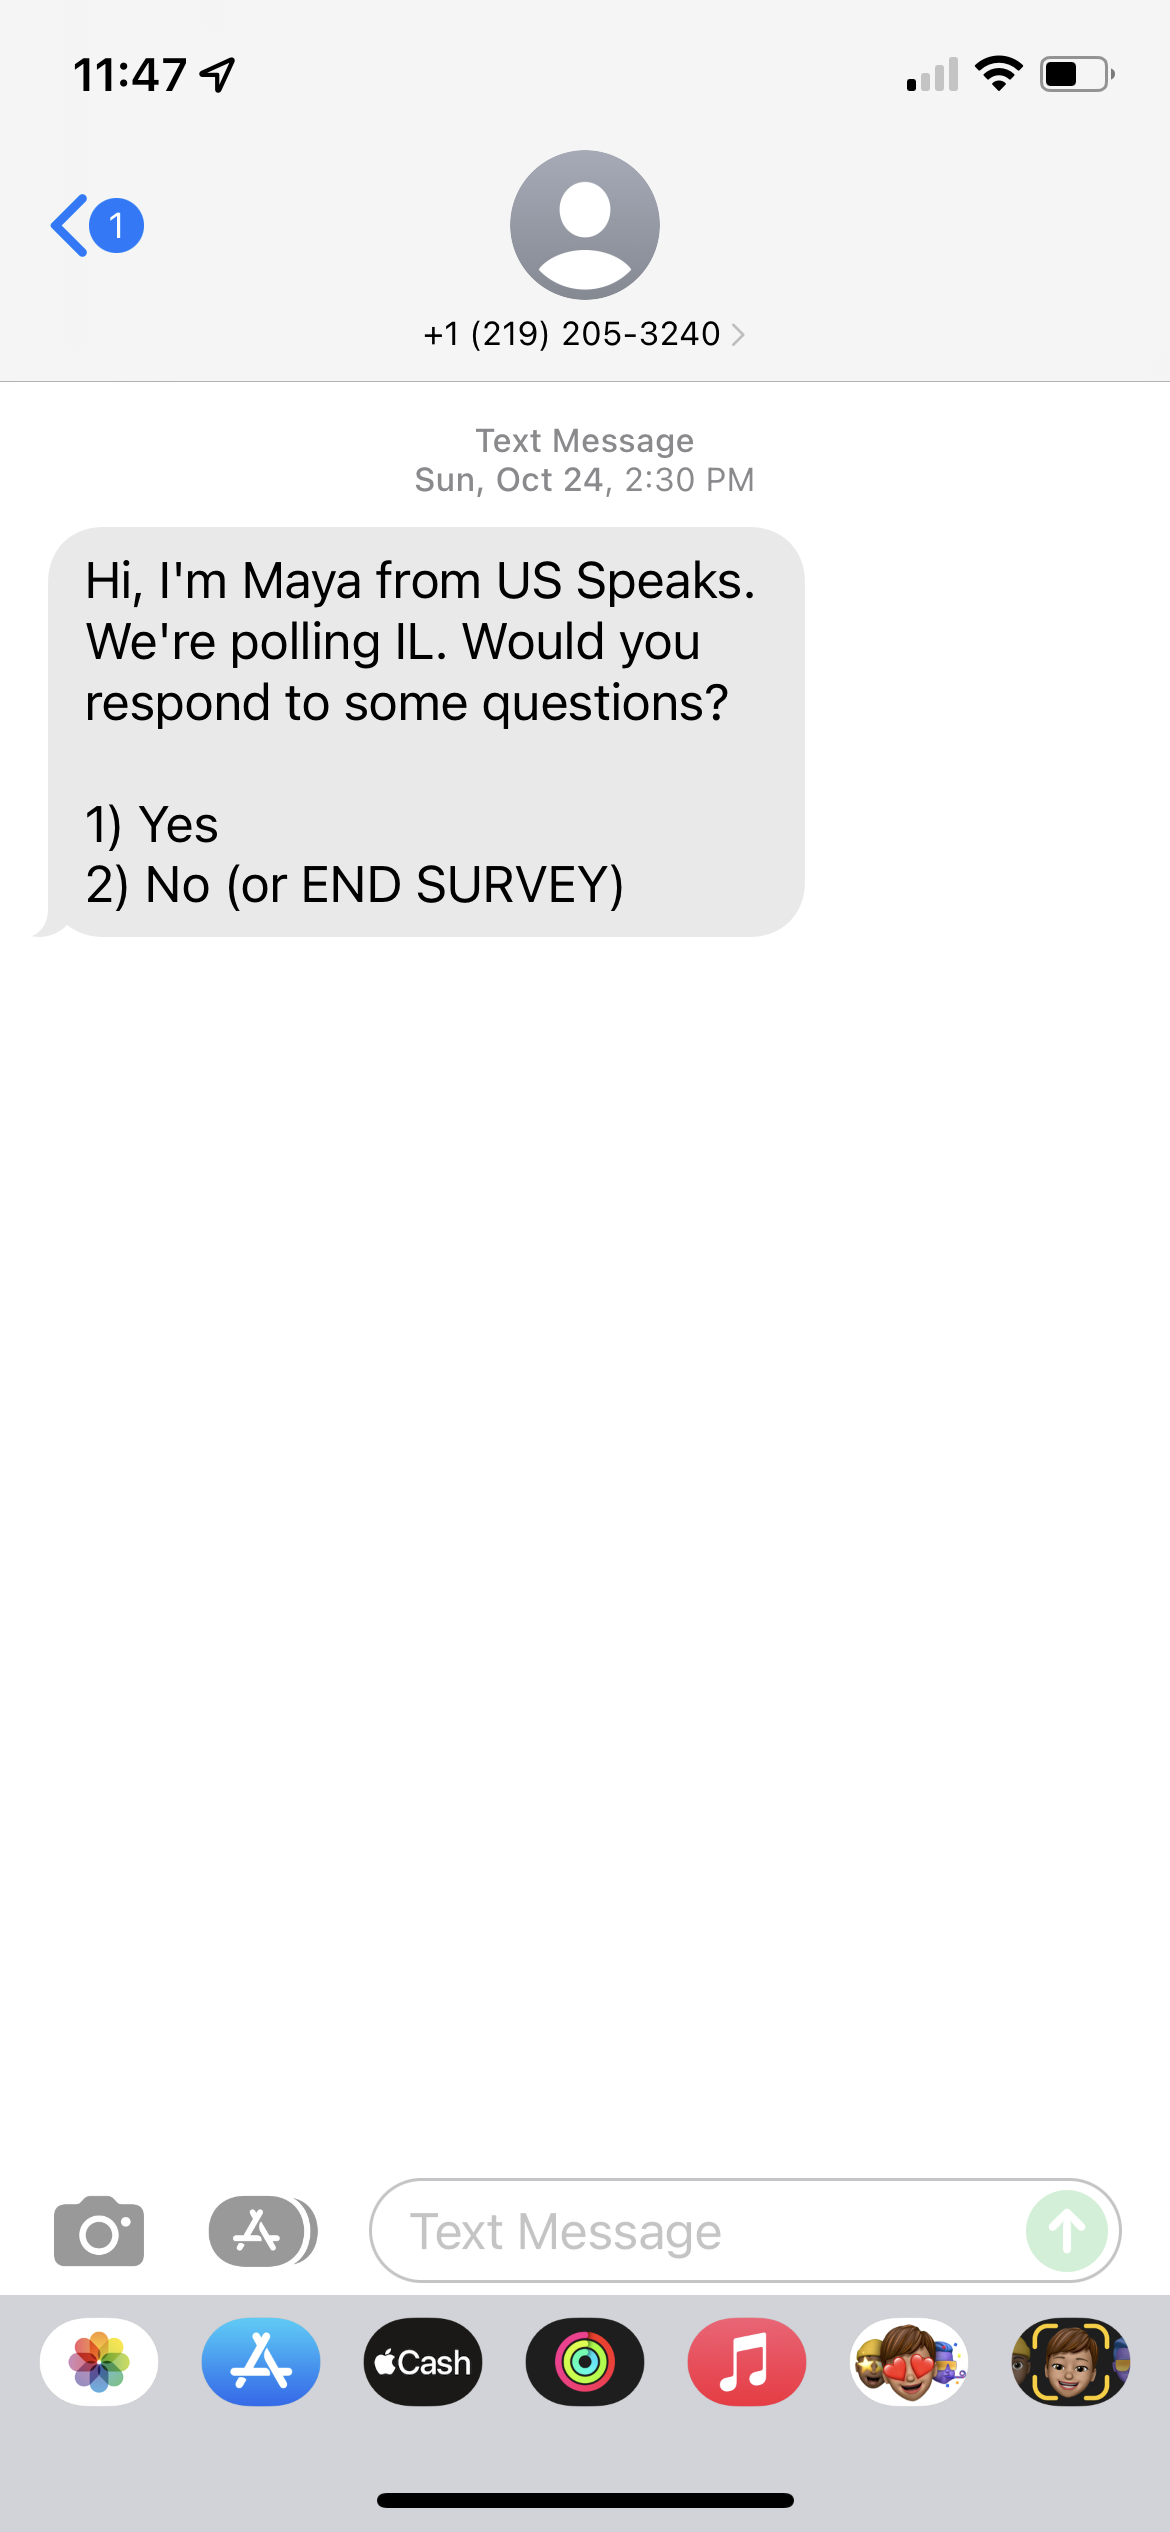 11:47
1
+1 (219) 205-3240
Text Message
Sun, Oct 24, 2:30 PM
Hi, I'm Maya from US Speaks.
We're polling IL. Would you
respond to some questions?
1) Yes
2) No (or END SURVEY)
Text Message
Cash